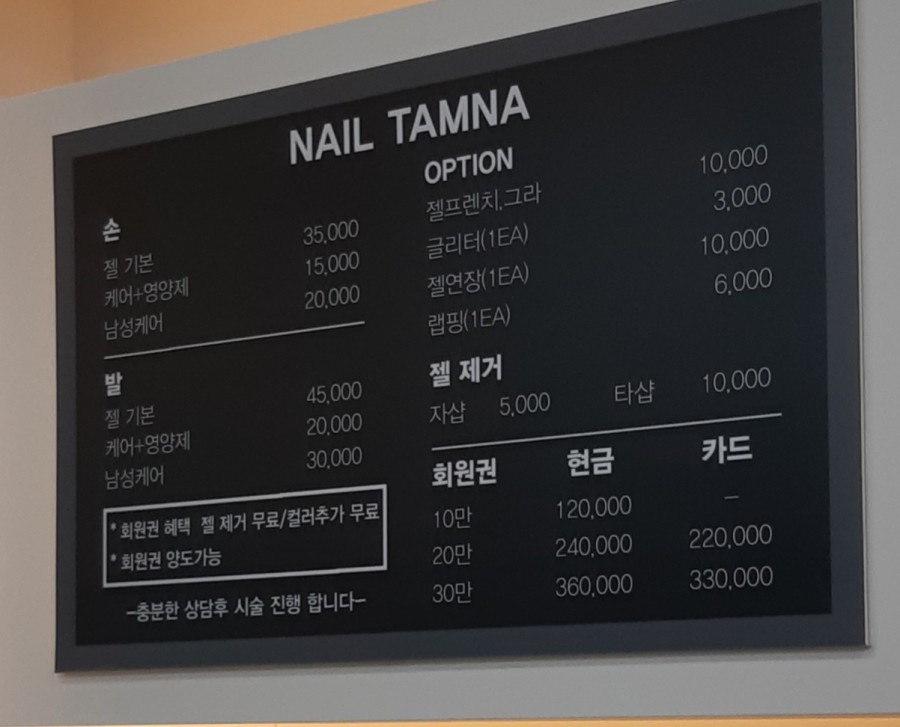 NAIL TAMNA
손
젤 기본 35,000
케어+영양제 15,000
남성케어 20,000
발
젤 기본 45,000
케어+영양제 20,000
남성케어 30,000
* 회원권 혜택 젤 제거 무료/컬러추가 무료
* 회원권 양도가능
–충분한 상담후 시술 진행 합니다–
OPTION
젤프렌치,그라 10,000
글리터(1EA) 3,000
젤연장(1EA) 10,000
랩핑(1EA) 6,000
젤 제거
자샵 5,000 타샵 10,000
회원권 현금 카드
10만 120,000 –
20만 240,000 220,000
30만 360,000 330,000